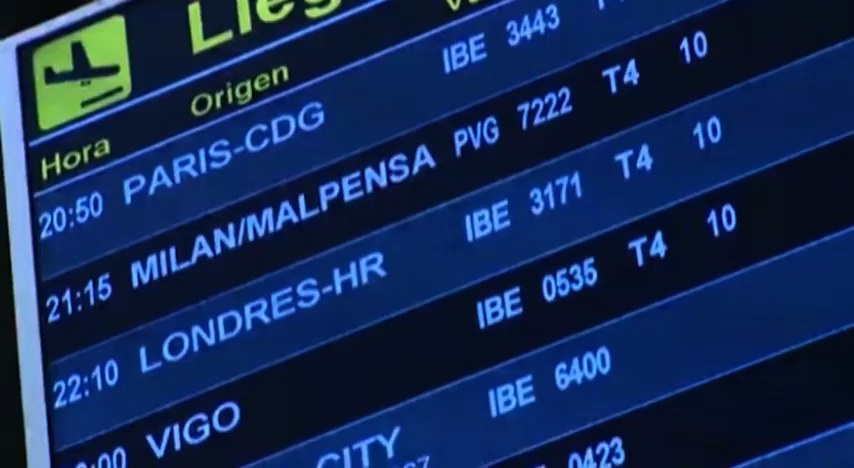 Lleg
Hora Origen
20:50 PARIS-CDG IBE 3443
21:15 MILAN/MALPENSA PVG 7222 T4 10
22:10 LONDRES-HR IBE 3171 T4 10
:00 VIGO IBE 0535 T4 10
CITY IBE 6400
0423